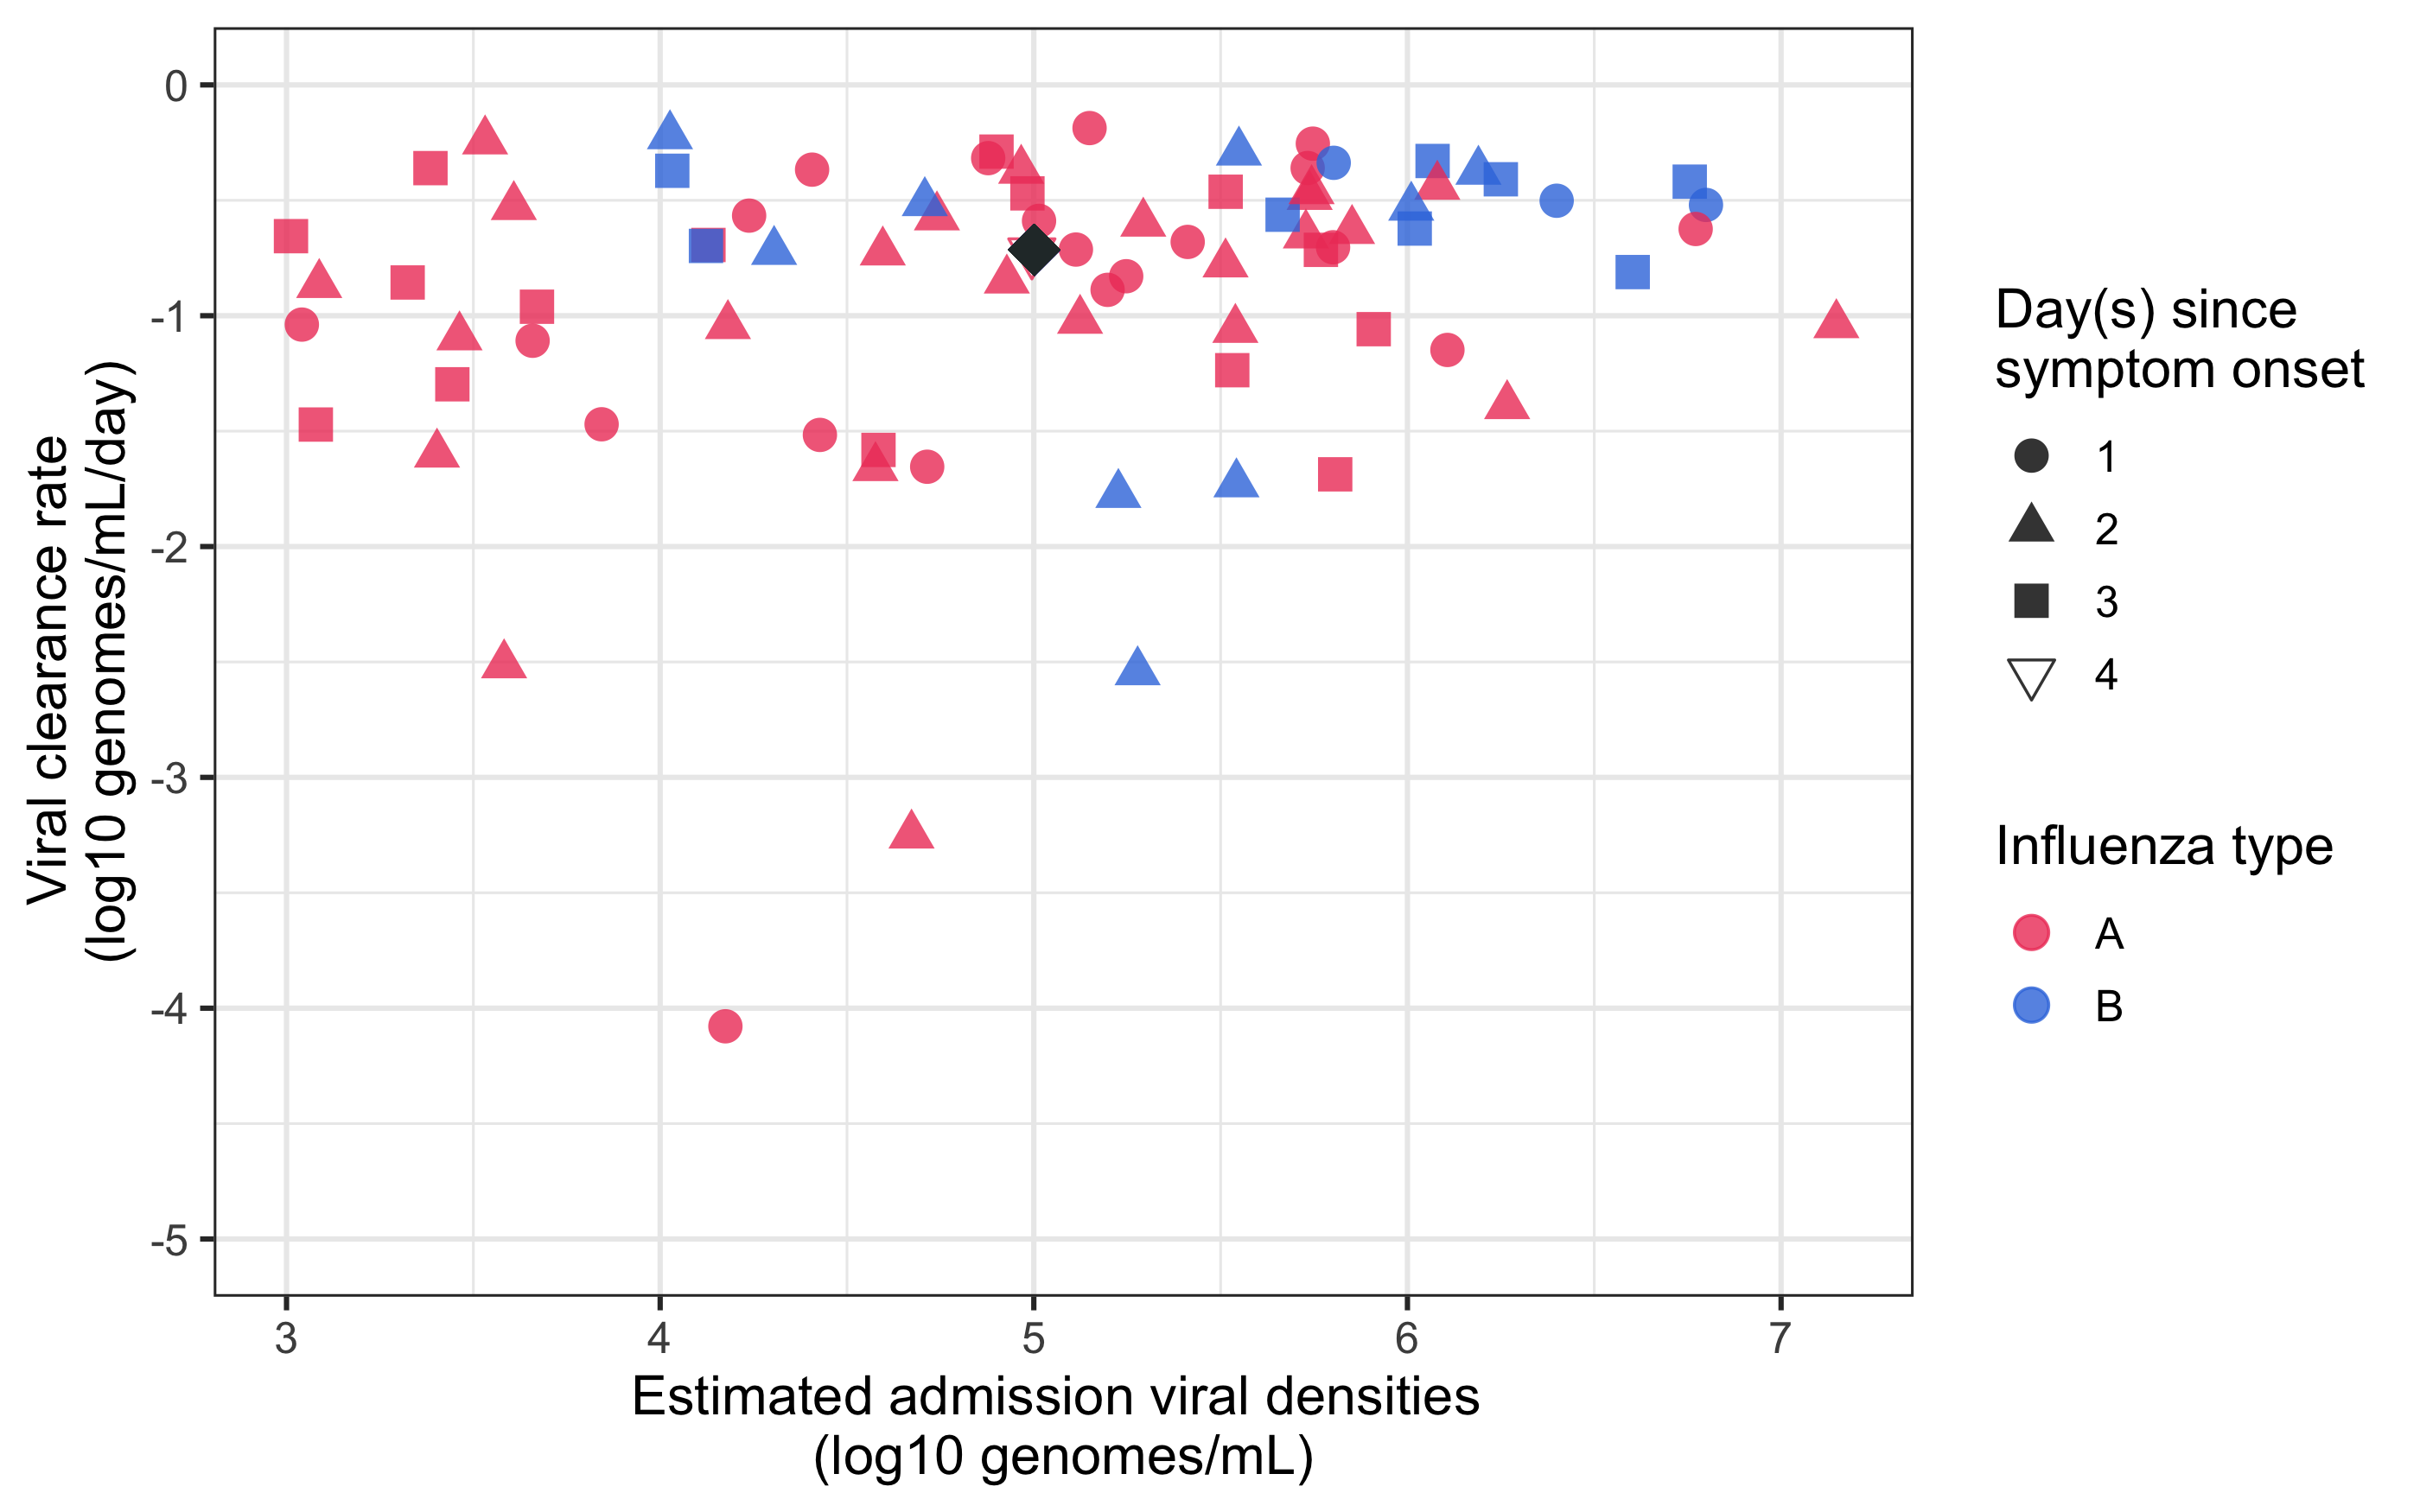 0
-1
-2
-3
-4
-5
Viral clearance rate
(log10 genomes/mL/day)
3 4 5 6 7
Estimated admission viral densities
(log10 genomes/mL)
Day(s) since
symptom onset
1
2
3
4
Influenza type
A
B